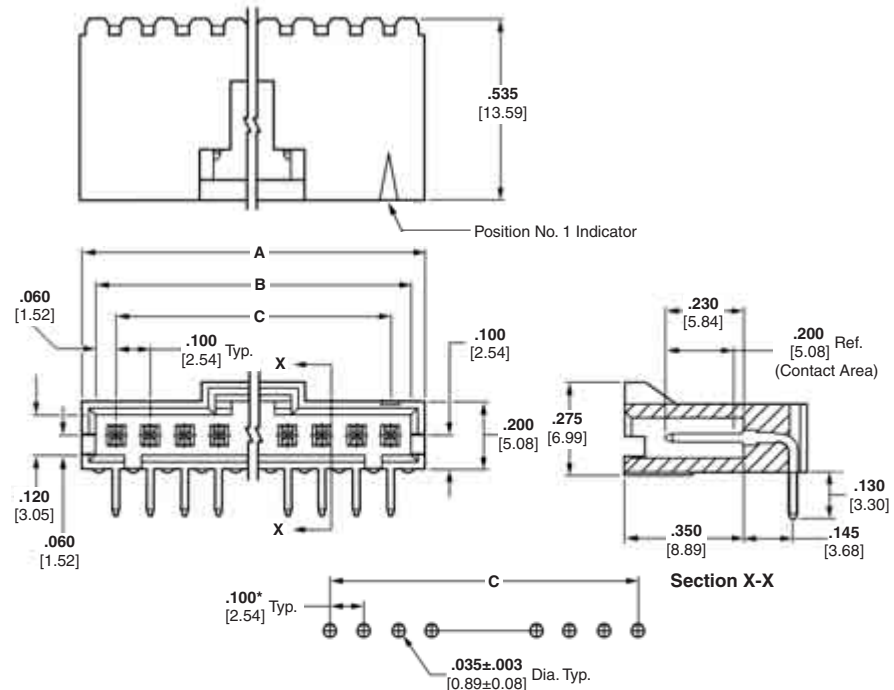 .535
[13.59]
Position No. 1 Indicator
A
B
C
.060
[1.52]
.100
[2.54] Typ.
X
.100
[2.54]
.200
[5.08]
.120
[3.05]
.060
[1.52]
X
.230
[5.84]
.200
[5.08] Ref.
(Contact Area)
.275
[6.99]
.130
[3.30]
.350
[8.89]
.145
[3.68]
Section X-X
C
.100*
[2.54] Typ.
.035±.003
[0.89±0.08] Dia. Typ.